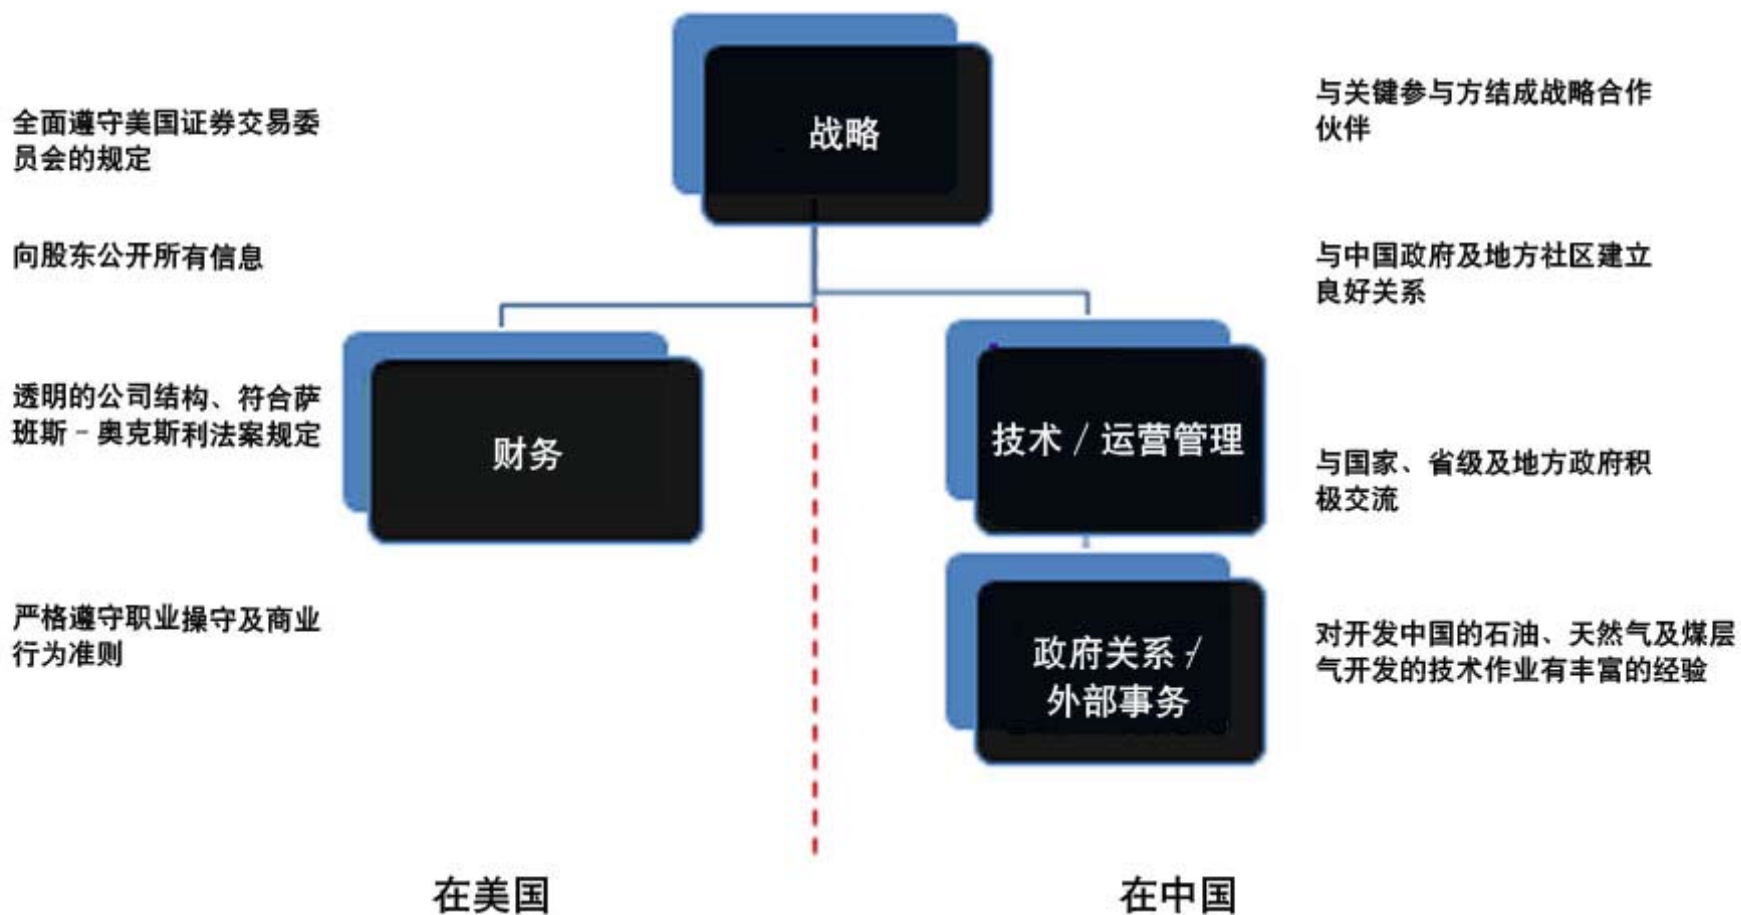 战略
全面遵守美国证券交易委
员会的规定
向股东公开所有信息
透明的公司结构、符合萨
班斯-奥克斯利法案规定
严格遵守职业操守及商业
行为准则
财务
在美国
技术 / 运营管理
政府关系 /
外部事务
在中国
与关键参与方结成战略合作
伙伴
与中国政府及地方社区建立
良好关系
与国家、省级及地方政府积
极交流
对开发中国的石油、天然气及煤层
气开发的技术作业有丰富的经验